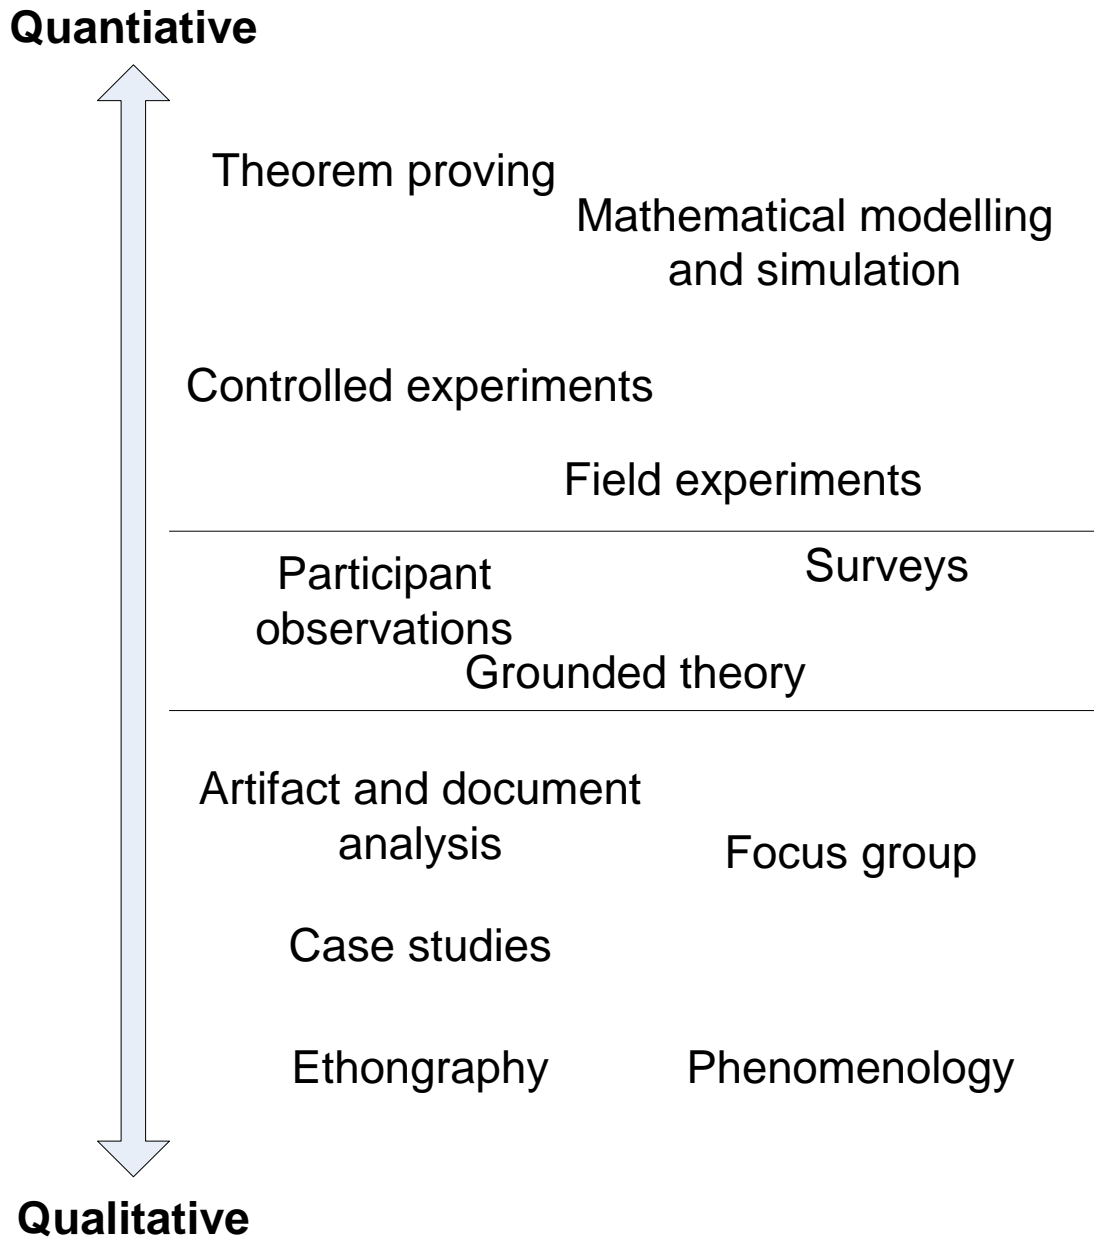 Quantiative
Theorem proving
Mathematical modelling
and simulation
Controlled experiments
Field experiments
Participant
observations
Surveys
Grounded theory
Artifact and document
analysis
Focus group
Case studies
Ethongraphy
Phenomenology
Qualitative